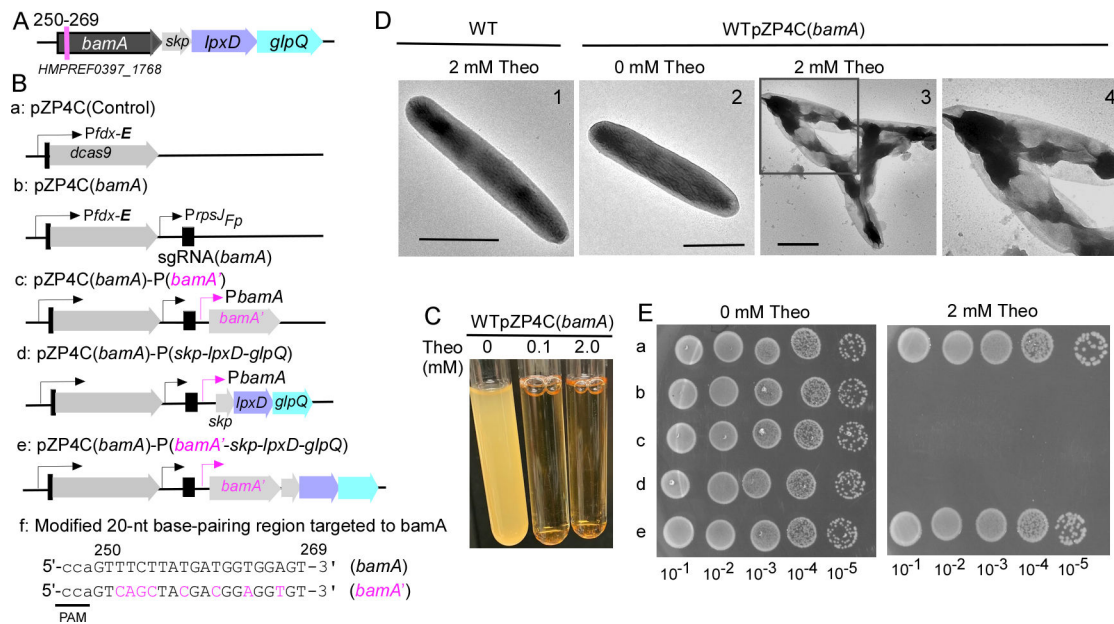 A
250-269
bamA
skp
lpxD
glpQ
HMPREF0397_1768
B
a: pZP4C(Control)
Pfdx-E
dcas9
b: pZP4C(bamA)
Pfdx-E
PrpsJFp
sgRNA(bamA)
c: pZP4C(bamA)-P(bamA')
PbamA
bamA'
d: pZP4C(bamA)-P(skp-lpxD-glpQ)
PbamA
skp
lpxD
glpQ
e: pZP4C(bamA)-P(bamA'-skp-lpxD-glpQ)
bamA'
f: Modified 20-nt base-pairing region targeted to bamA
250 269
5'-ccaGTTTCTTATGATGGTGGAGT-3' (bamA)
5'-ccaGTCAGCTACGACGGAGGTGT-3' (bamA')
PAM
C
WTpZP4C(bamA)
Theo 0 0.1 2.0
(mM)
D
WT WTpZP4C(bamA)
2 mM Theo 0 mM Theo 2 mM Theo
1 2 3 4
E
0 mM Theo 2 mM Theo
a
b
c
d
e
10-1 10-2 10-3 10-4 10-5 10-1 10-2 10-3 10-4 10-5